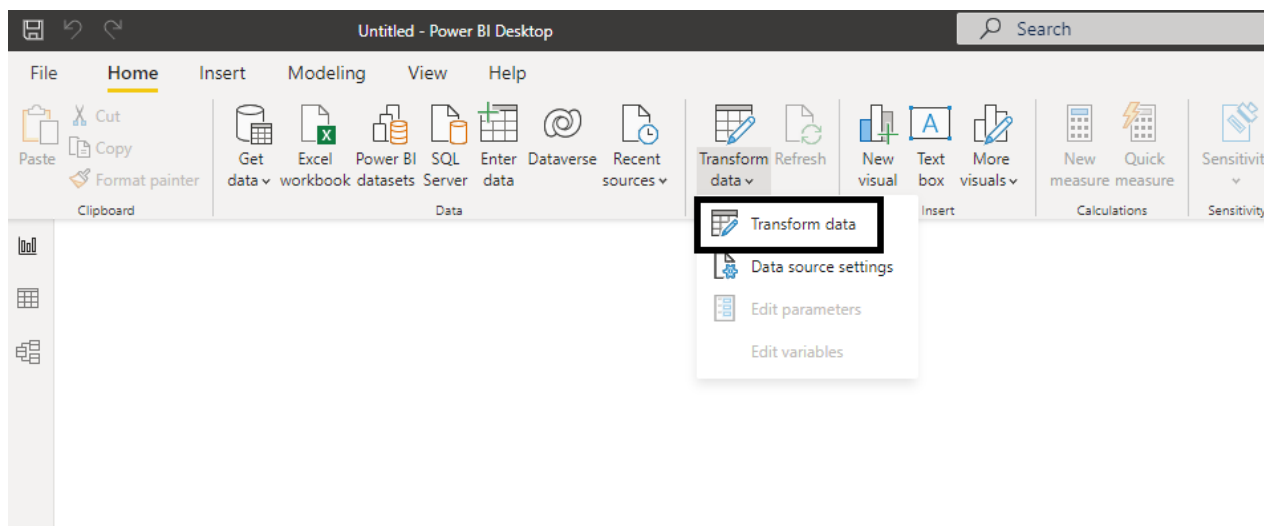 Untitled - Power BI Desktop
Search
File Home Insert Modeling View Help
Paste
Cut
Copy
Format painter
Get data
Excel workbook
Power BI datasets
SQL Server
Enter data
Dataverse
Recent sources
Transform data
Refresh
New visual
Text box
More visuals
New measure
Quick measure
Sensitivit
Clipboard
Data
Insert
Calculations
Sensitivity
Transform data
Data source settings
Edit parameters
Edit variables